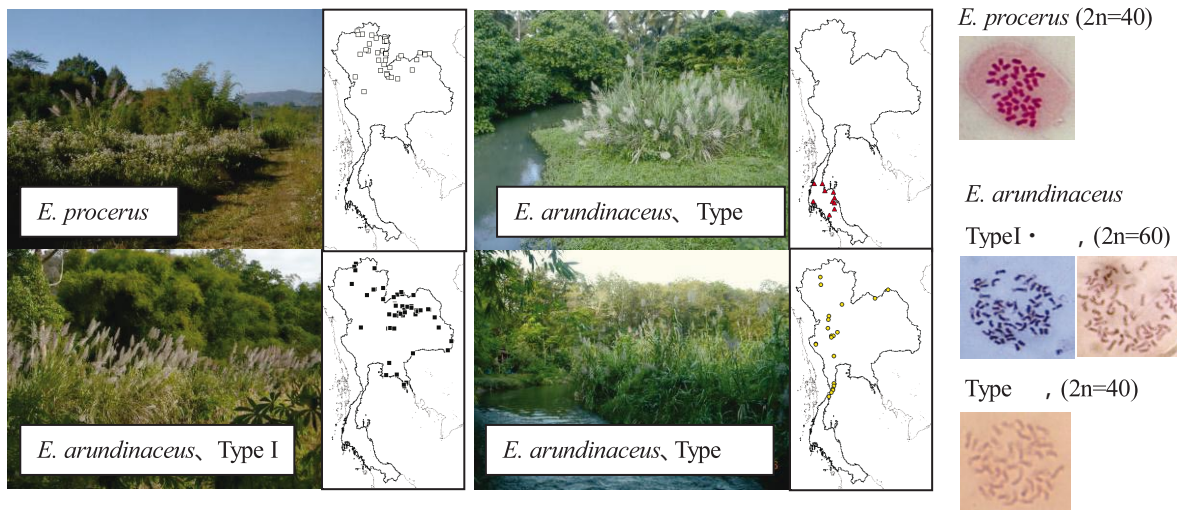 E. procerus
E. arundinaceus、Type
E. arundinaceus、Type I
E. arundinaceus、Type
E. procerus (2n=40)
E. arundinaceus
TypeI・ , (2n=60)
Type , (2n=40)